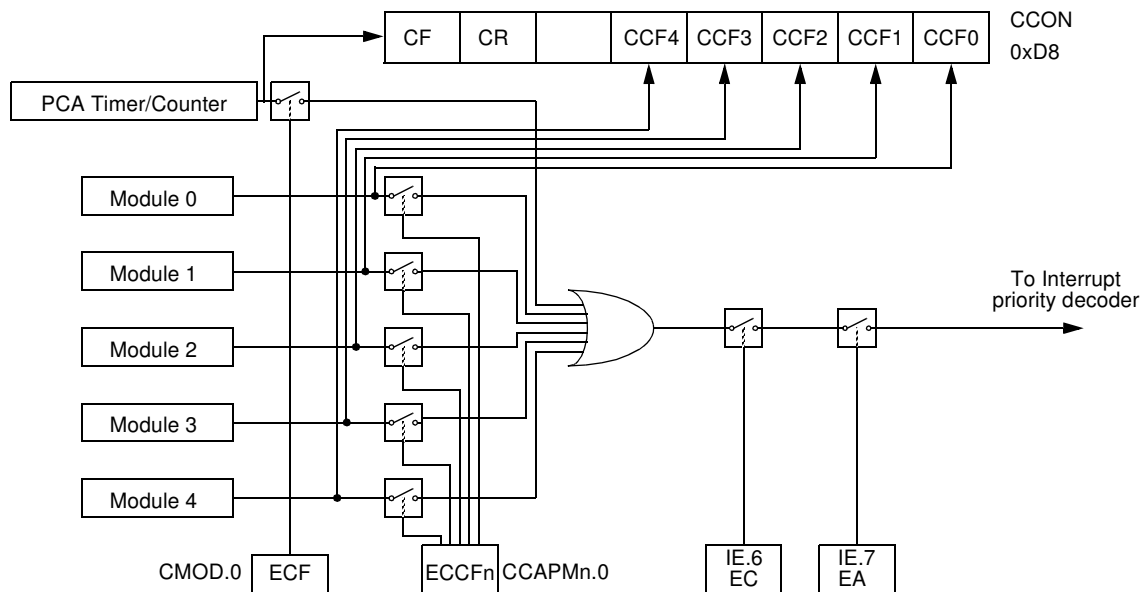 CF CR CCF4 CCF3 CCF2 CCF1 CCF0 CCON
0xD8
PCA Timer/Counter
Module 0
Module 1
To Interrupt
priority decoder
Module 2
Module 3
Module 4
CMOD.0 ECF ECCFn CCAPMn.0
IE.6
EC
IE.7
EA